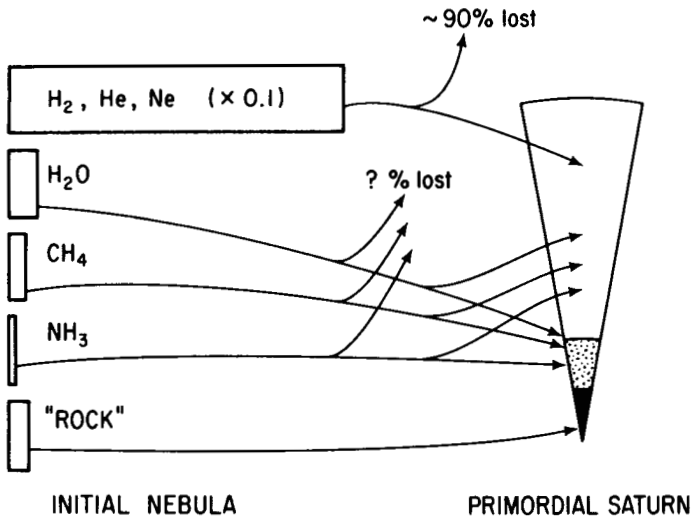 ~90% lost
H₂, He, Ne (× 0.1)
H₂O
? % lost
CH₄
NH₃
"ROCK"
INITIAL NEBULA
PRIMORDIAL SATURN